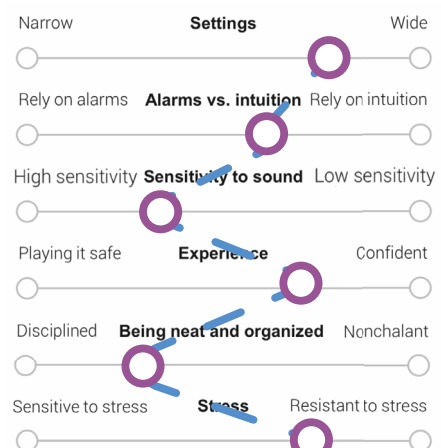 Narrow Settings Wide
Rely on alarms Alarms vs. intuition Rely on intuition
High sensitivity Sensitivity to sound Low sensitivity
Playing it safe Experience Confident
Disciplined Being neat and organized Nonchalant
Sensitive to stress Stress Resistant to stress